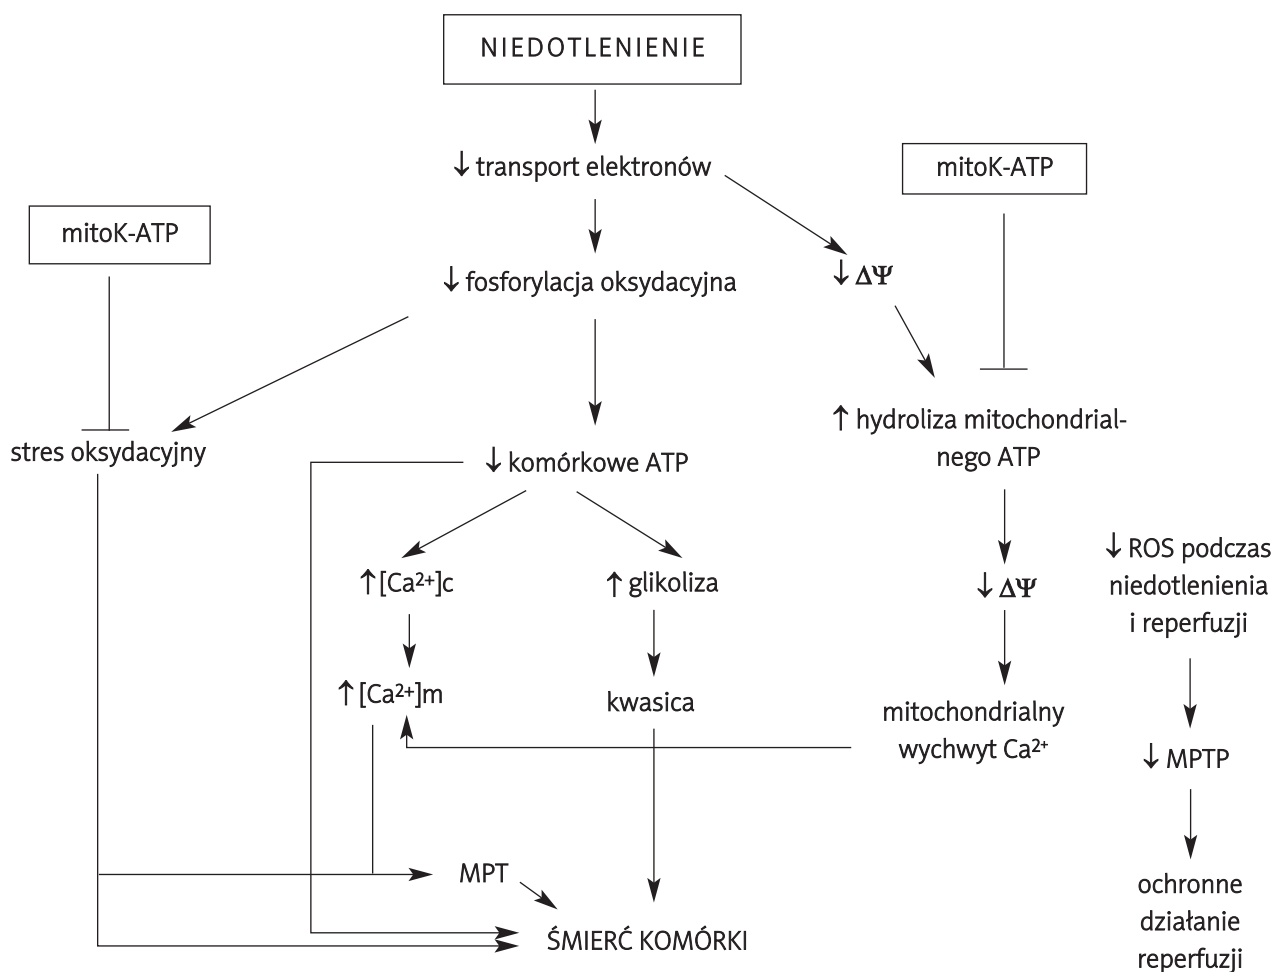 NIEDOTLENIENIE
↓ transport elektronów
mitoK-ATP
mitoK-ATP
↓ fosforylacja oksydacyjna
↓ ΔΨ
stres oksydacyjny
↓ komórkowe ATP
↑ hydroliza mitochondrial-
nego ATP
↑ [Ca²⁺]c
↑ glikoliza
↓ ΔΨ
↓ ROS podczas
niedotlenienia
i reperfuzji
↑ [Ca²⁺]m
kwasica
mitochondrialny
wychwyt Ca²⁺
↓ MPTP
MPT
ŚMIERĆ KOMÓRKI
ochronne
działanie
reperfuzji